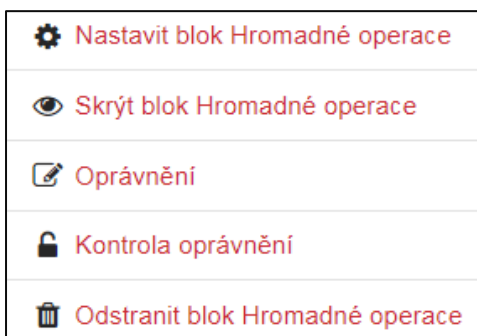 Nastavit blok Hromadné operace
Skrýt blok Hromadné operace
Oprávnění
Kontrola oprávnění
Odstranit blok Hromadné operace